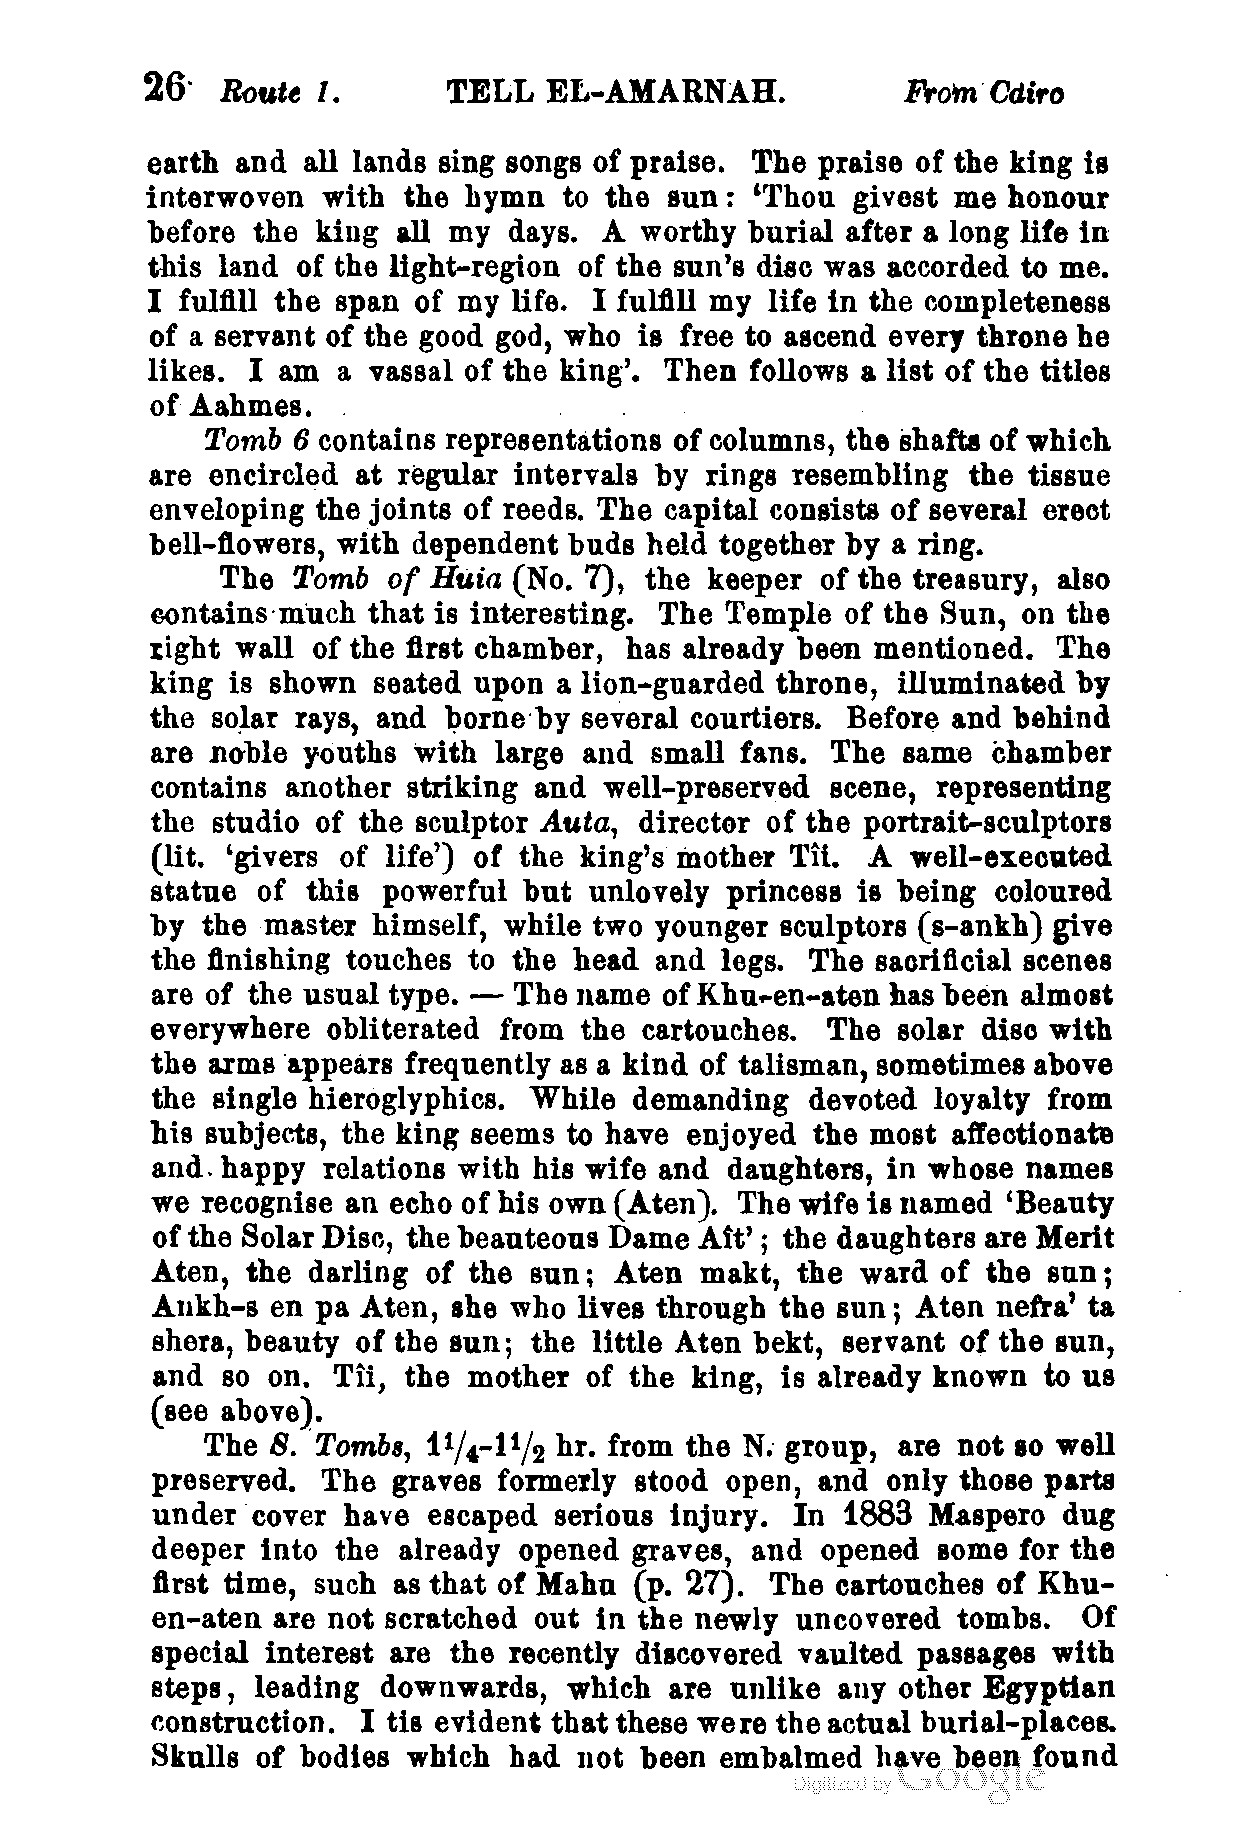 26 Route 1. TELL EL-AMARNAH. From Cairo
earth and all lands sing songs of praise. The praise of the king is
interwoven with the hymn to the sun: ‘Thou givest me honour
before the king all my days. A worthy burial after a long life in
this land of the light-region of the sun’s disc was accorded to me.
I fulfill the span of my life. I fulfill my life in the completeness
of a servant of the good god, who is free to ascend every throne he
likes. I am a vassal of the king’. Then follows a list of the titles
of Aahmes.
Tomb 6 contains representations of columns, the shafts of which
are encircled at regular intervals by rings resembling the tissue
enveloping the joints of reeds. The capital consists of several erect
bell-flowers, with dependent buds held together by a ring.
The Tomb of Huia (No. 7), the keeper of the treasury, also
contains much that is interesting. The Temple of the Sun, on the
right wall of the first chamber, has already been mentioned. The
king is shown seated upon a lion-guarded throne, illuminated by
the solar rays, and borne by several courtiers. Before and behind
are noble youths with large and small fans. The same chamber
contains another striking and well-preserved scene, representing
the studio of the sculptor Auta, director of the portrait-sculptors
(lit. ‘givers of life’) of the king’s mother Tîi. A well-executed
statue of this powerful but unlovely princess is being coloured
by the master himself, while two younger sculptors (s-ankh) give
the finishing touches to the head and legs. The sacrificial scenes
are of the usual type. — The name of Khu-en-aten has been almost
everywhere obliterated from the cartouches. The solar disc with
the arms appears frequently as a kind of talisman, sometimes above
the single hieroglyphics. While demanding devoted loyalty from
his subjects, the king seems to have enjoyed the most affectionate
and happy relations with his wife and daughters, in whose names
we recognise an echo of his own (Aten). The wife is named ‘Beauty
of the Solar Disc, the beauteous Dame Aît’; the daughters are Merit
Aten, the darling of the sun; Aten makt, the ward of the sun;
Ankh-s en pa Aten, she who lives through the sun; Aten nefra’ ta
shera, beauty of the sun; the little Aten bekt, servant of the sun,
and so on. Tîi, the mother of the king, is already known to us
(see above).
The S. Tombs, 1¹/₄-1¹/₂ hr. from the N. group, are not so well
preserved. The graves formerly stood open, and only those parts
under cover have escaped serious injury. In 1883 Maspero dug
deeper into the already opened graves, and opened some for the
first time, such as that of Mahu (p. 27). The cartouches of Khu-
en-aten are not scratched out in the newly uncovered tombs. Of
special interest are the recently discovered vaulted passages with
steps, leading downwards, which are unlike any other Egyptian
construction. I tis evident that these were the actual burial-places.
Skulls of bodies which had not been embalmed have been found
Digitized by Google